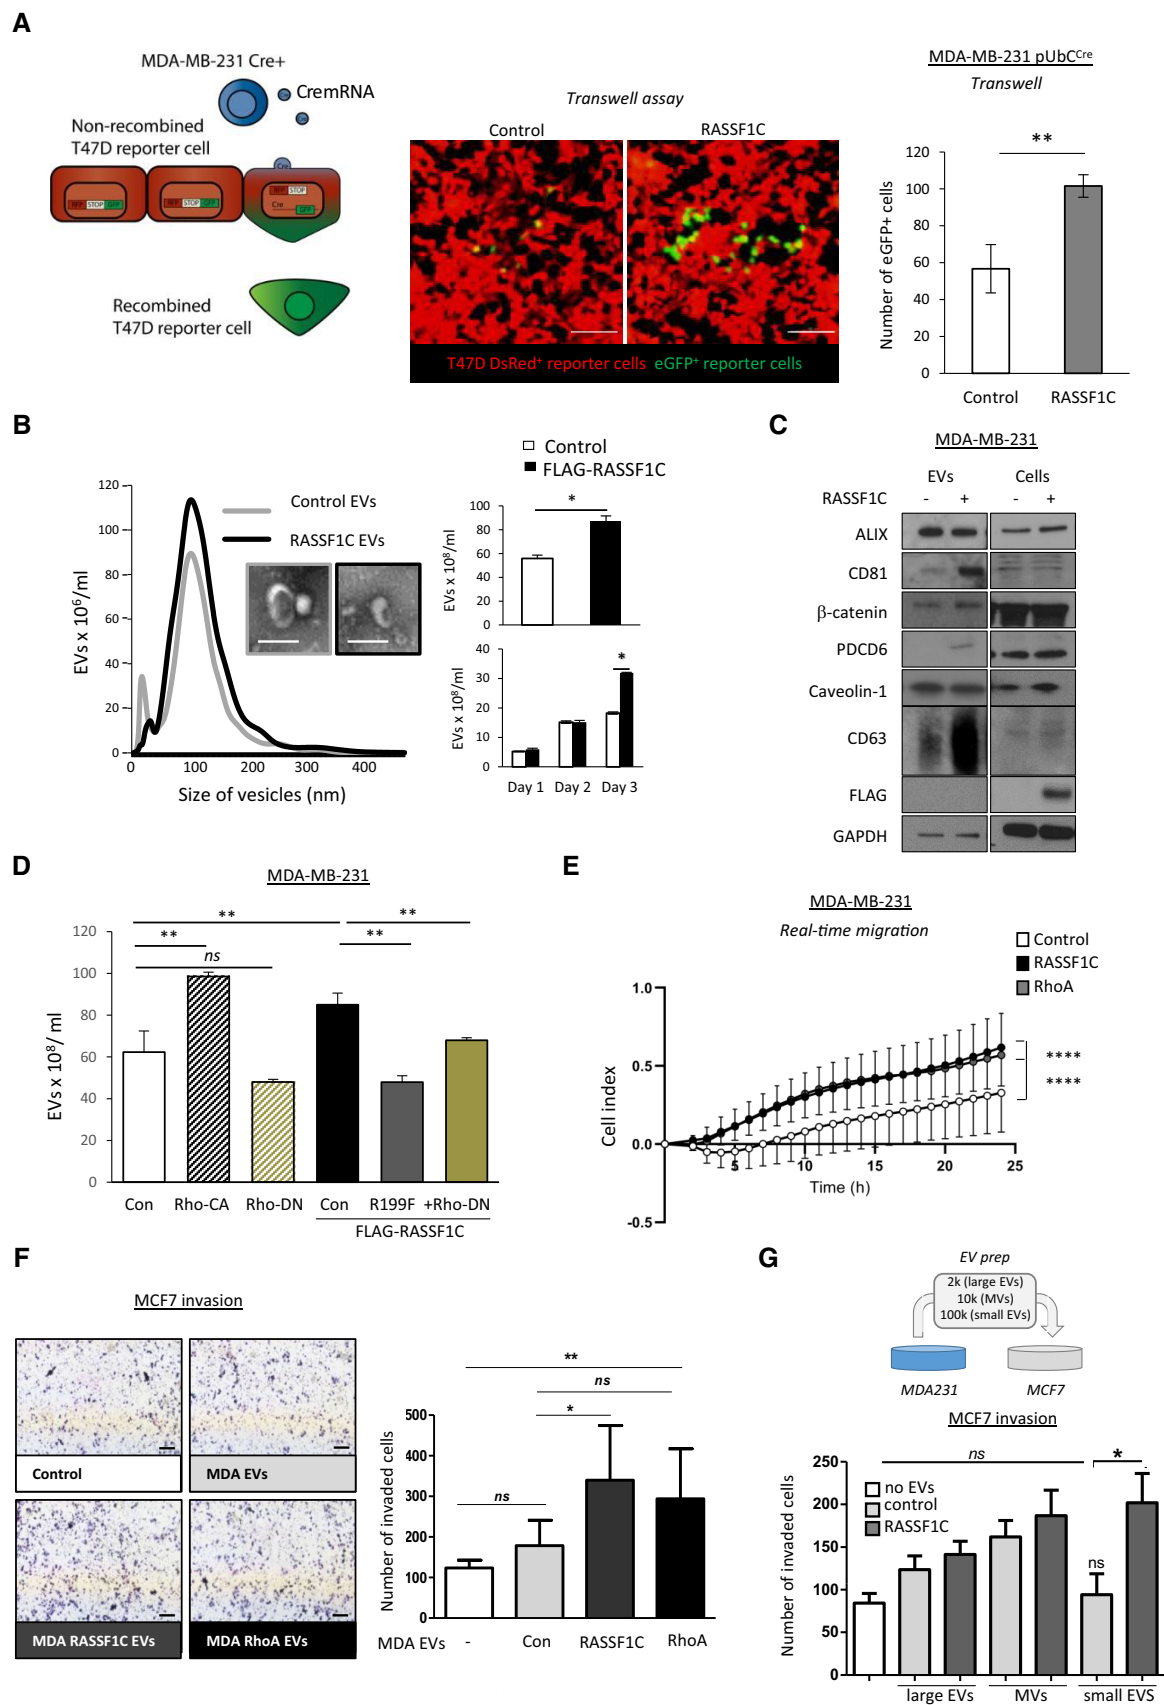 A
MDA-MB-231 Cre+
CremRNA
Non-recombined
T47D reporter cell
Cre
RFP STOP GFP
RFP STOP GFP
RFP STOP
Cre
GFP
Recombined
T47D reporter cell
Transwell assay
Control
RASSF1C
T47D DsRed+ reporter cells eGFP+ reporter cells
MDA-MB-231 pUbCCre
Transwell
**
Number of eGFP+ cells
120
100
80
60
40
20
0
Control
RASSF1C
B
Control
FLAG-RASSF1C
Control EVs
RASSF1C EVs
EVs x 10⁶/ml
120
100
80
60
40
20
0
0 100 200 300 400
Size of vesicles (nm)
*
EVs x 10⁸/ml
100
80
60
40
20
0
*
EVs x 10⁸/ml
40
30
20
10
0
Day 1 Day 2 Day 3
C
MDA-MB-231
EVs Cells
RASSF1C - + - +
ALIX
CD81
β-catenin
PDCD6
Caveolin-1
CD63
FLAG
GAPDH
D
MDA-MB-231
** **
** **
ns
EVs x 10⁸/ ml
120
100
80
60
40
20
0
Con Rho-CA Rho-DN Con R199F +Rho-DN
FLAG-RASSF1C
E
MDA-MB-231
Real-time migration
Control
RASSF1C
RhoA
Cell index
1.0
0.5
0.0
-0.5
5 10 15 20 25
Time (h)
****
****
F
MCF7 invasion
Control
MDA EVs
MDA RASSF1C EVs
MDA RhoA EVs
**
ns
*
ns
Number of invaded cells
500
400
300
200
100
0
MDA EVs - Con RASSF1C RhoA
G
EV prep
2k (large EVs)
10k (MVs)
100k (small EVs)
MDA231
MCF7
MCF7 invasion
ns
*
no EVs
control
RASSF1C
ns
Number of invaded cells
250
200
150
100
50
0
large EVs MVs small EVS